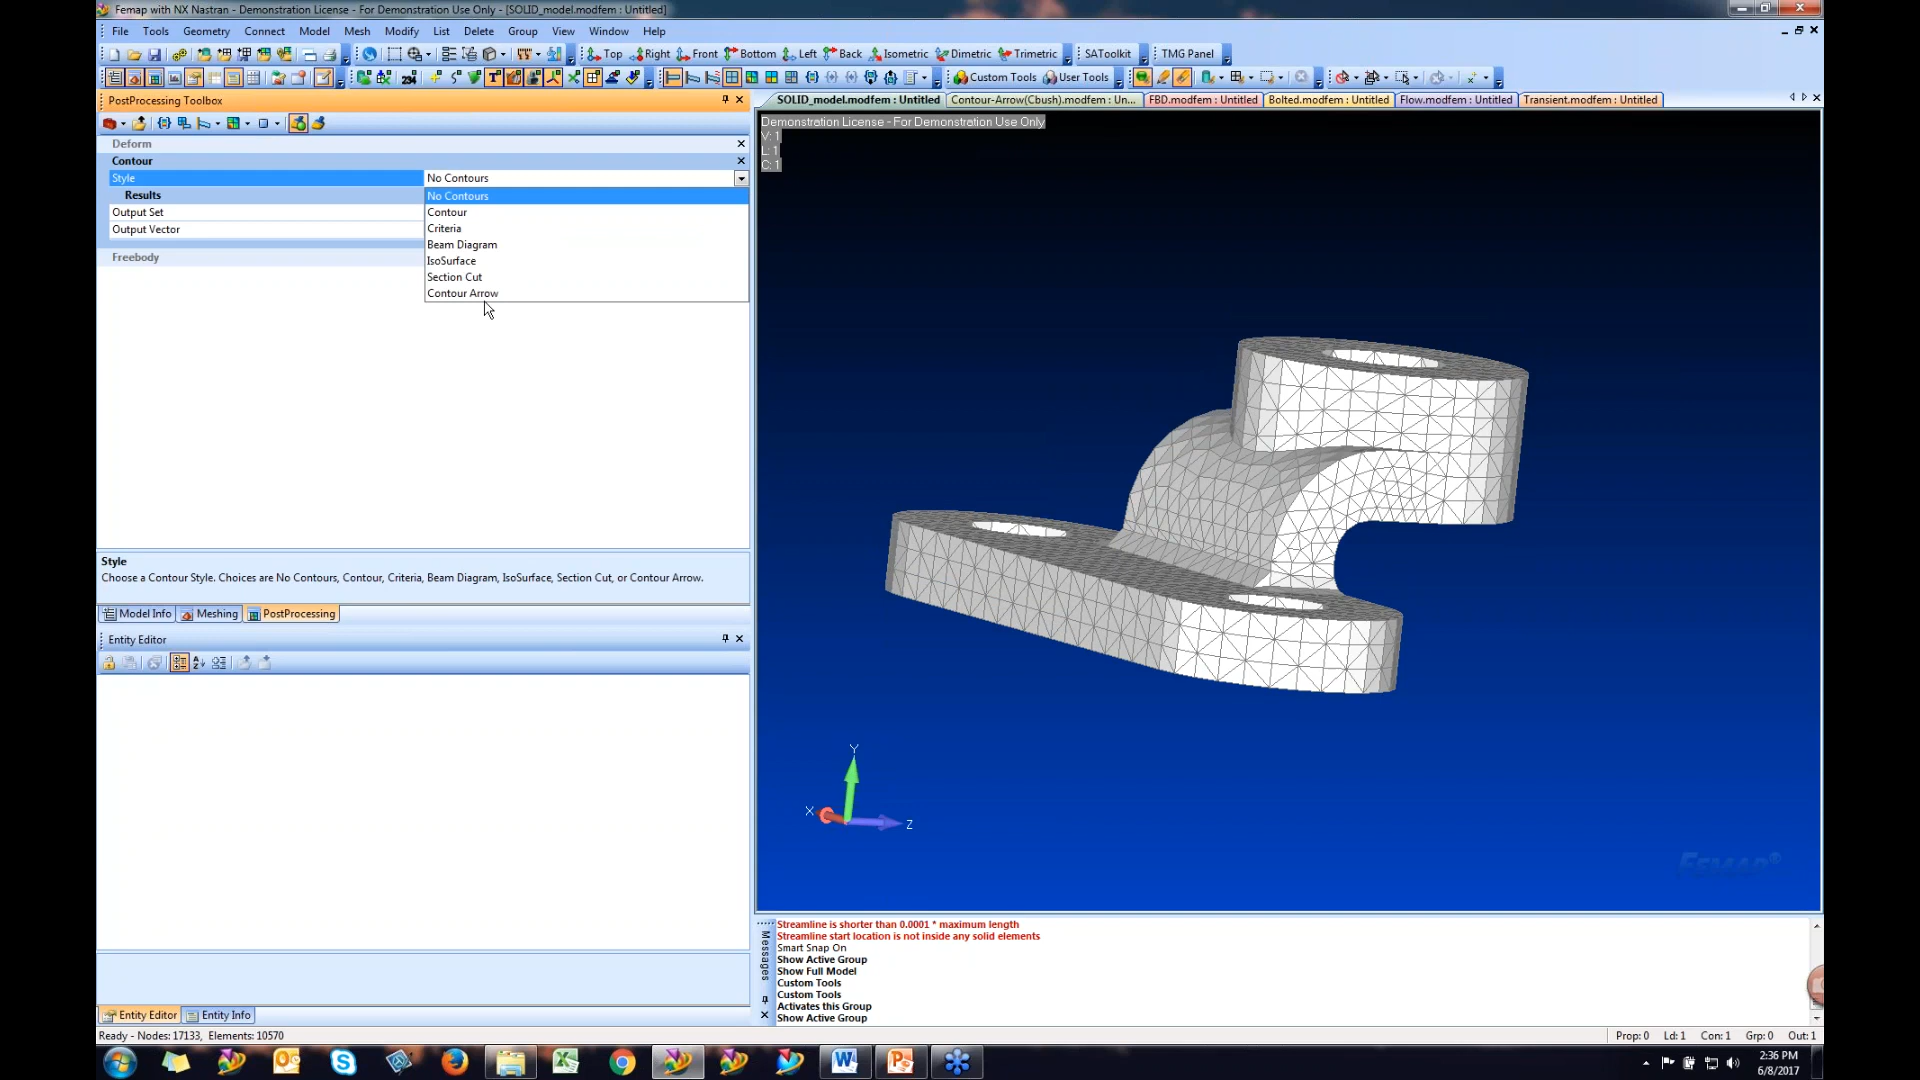 Femap with NX Nastran - Demonstration License - For Demonstration Use Only - [SOLID_model.modfem : Untitled]
File Tools Geometry Connect Model Mesh Modify List Delete Group View Window Help
Top Right Front Bottom Left Back Isometric Dimetric Trimetric SAToolkit TMG Panel
234 Custom Tools User Tools
PostProcessing Toolbox
SOLID_model.modfem : Untitled Contour-Arrow(Cbush).modfem : Un... FBD.modfem : Untitled Bolted.modfem : Untitled Flow.modfem : Untitled Transient.modfem : Untitled
Demonstration License - For Demonstration Use Only
V: 1
L: 1
C: 1
Deform
Contour
Style No Contours
Results
Output Set
Output Vector
Freebody
No Contours
Contour
Criteria
Beam Diagram
IsoSurface
Section Cut
Contour Arrow
Style
Choose a Contour Style. Choices are No Contours, Contour, Criteria, Beam Diagram, IsoSurface, Section Cut, or Contour Arrow.
Model Info Meshing PostProcessing
Entity Editor
Y
X
Z
FEMAP®
Messages
Streamline is shorter than 0.0001 * maximum length
Streamline start location is not inside any solid elements
Smart Snap On
Show Active Group
Show Full Model
Custom Tools
Custom Tools
Activates this Group
Show Active Group
Entity Editor Entity Info
Ready - Nodes: 17133, Elements: 10570
Prop: 0 Ld: 1 Con: 1 Grp: 0 Out: 1
2:36 PM
6/8/2017